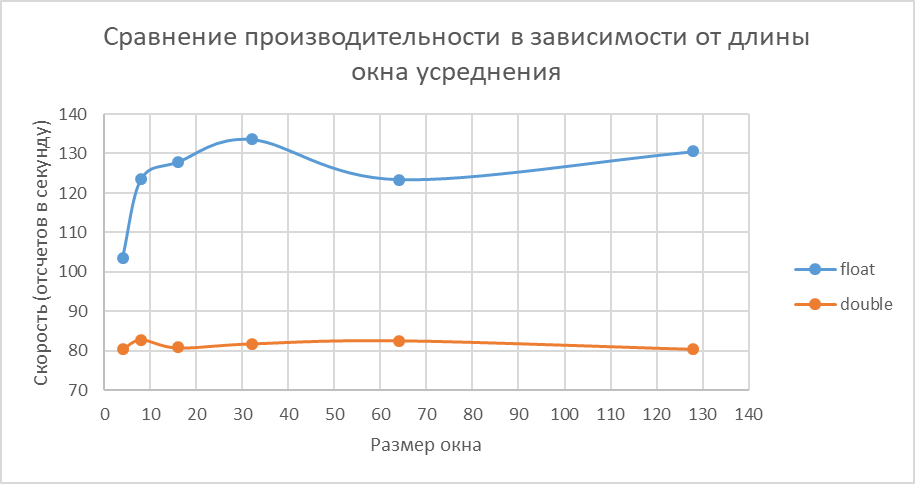 Сравнение производительности в зависимости от длины
окна усреднения
Скорость (отсчетов в секунду)
140
130
120
110
100
90
80
70
0 10 20 30 40 50 60 70 80 90 100 110 120 130 140
Размер окна
float
double